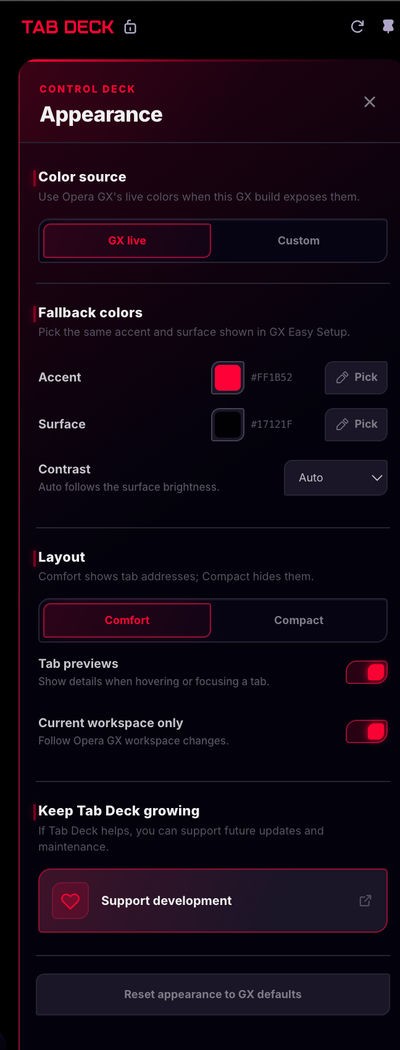 TAB DECK
CONTROL DECK
Appearance
Color source
Use Opera GX's live colors when this GX build exposes them.
GX live
Custom
Fallback colors
Pick the same accent and surface shown in GX Easy Setup.
Accent
#FF1B52
Pick
Surface
#17121F
Pick
Contrast
Auto follows the surface brightness.
Auto
Layout
Comfort shows tab addresses; Compact hides them.
Comfort
Compact
Tab previews
Show details when hovering or focusing a tab.
Current workspace only
Follow Opera GX workspace changes.
Keep Tab Deck growing
If Tab Deck helps, you can support future updates and
maintenance.
Support development
Reset appearance to GX defaults